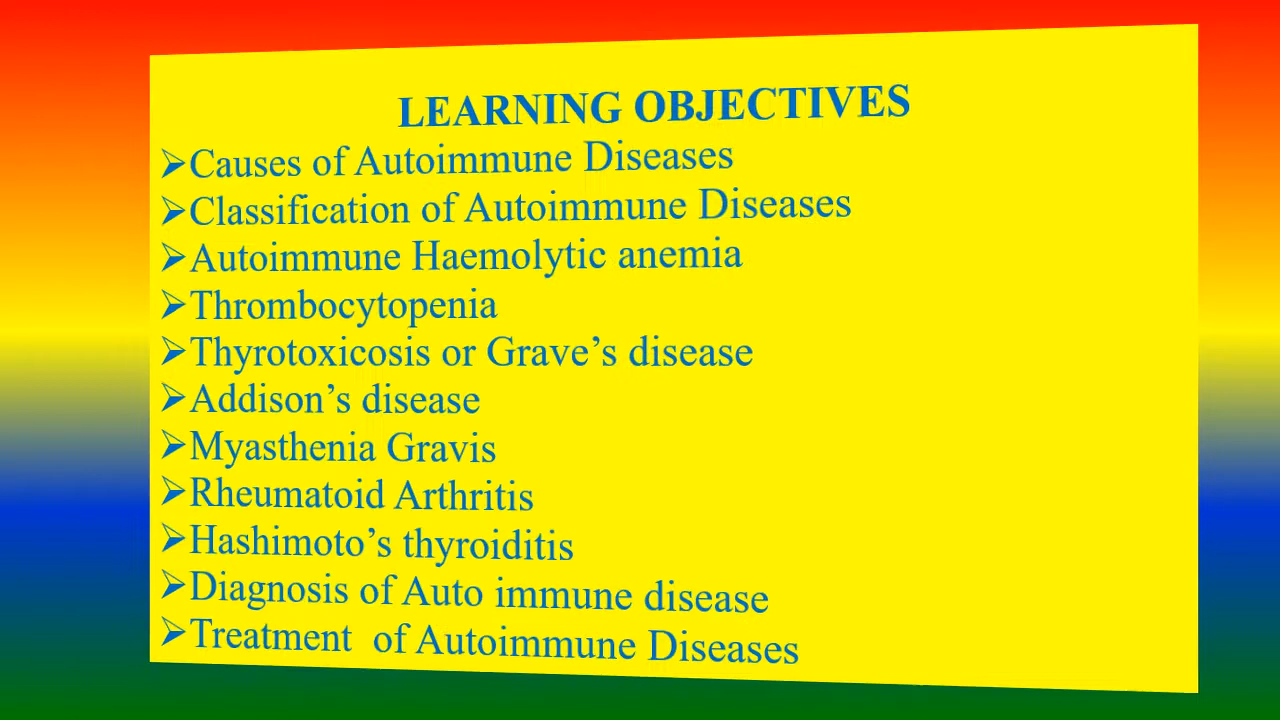 LEARNING OBJECTIVES
➢Causes of Autoimmune Diseases
➢Classification of Autoimmune Diseases
➢Autoimmune Haemolytic anemia
➢Thrombocytopenia
➢Thyrotoxicosis or Grave’s disease
➢Addison’s disease
➢Myasthenia Gravis
➢Rheumatoid Arthritis
➢Hashimoto’s thyroiditis
➢Diagnosis of Auto immune disease
➢Treatment  of Autoimmune Diseases